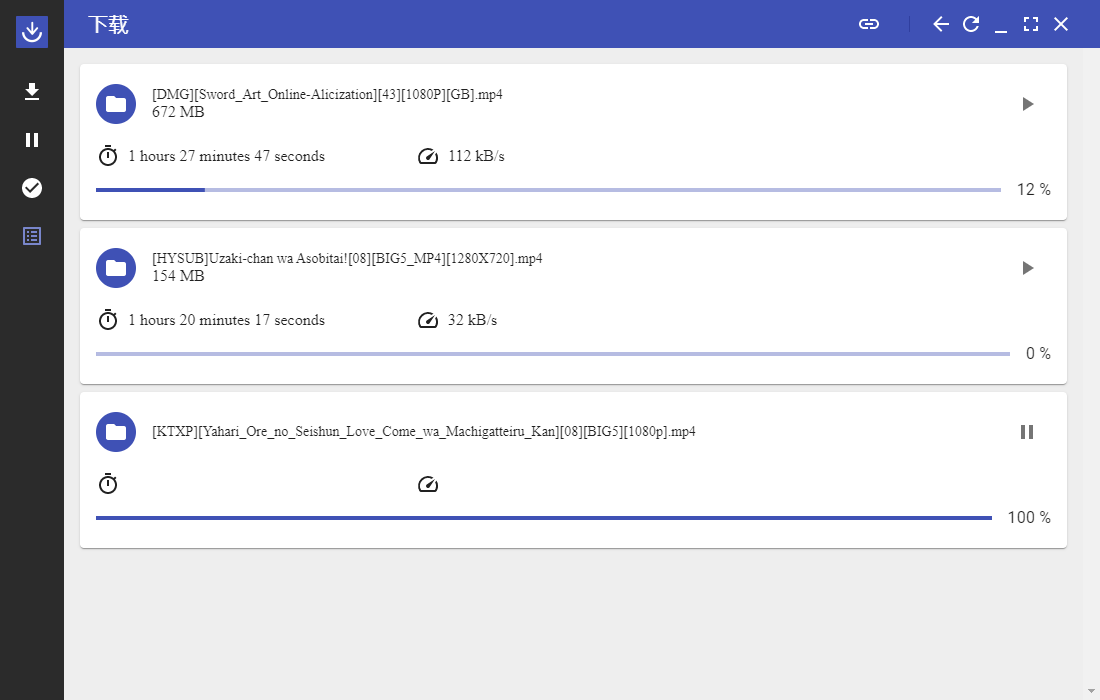 下载
[DMG][Sword_Art_Online-Alicization][43][1080P][GB].mp4
672 MB
1 hours 27 minutes 47 seconds
112 kB/s
12 %
[HYSUB]Uzaki-chan wa Asobitai![08][BIG5_MP4][1280X720].mp4
154 MB
1 hours 20 minutes 17 seconds
32 kB/s
0 %
[KTXP][Yahari_Ore_no_Seishun_Love_Come_wa_Machigatteiru_Kan][08][BIG5][1080p].mp4
100 %